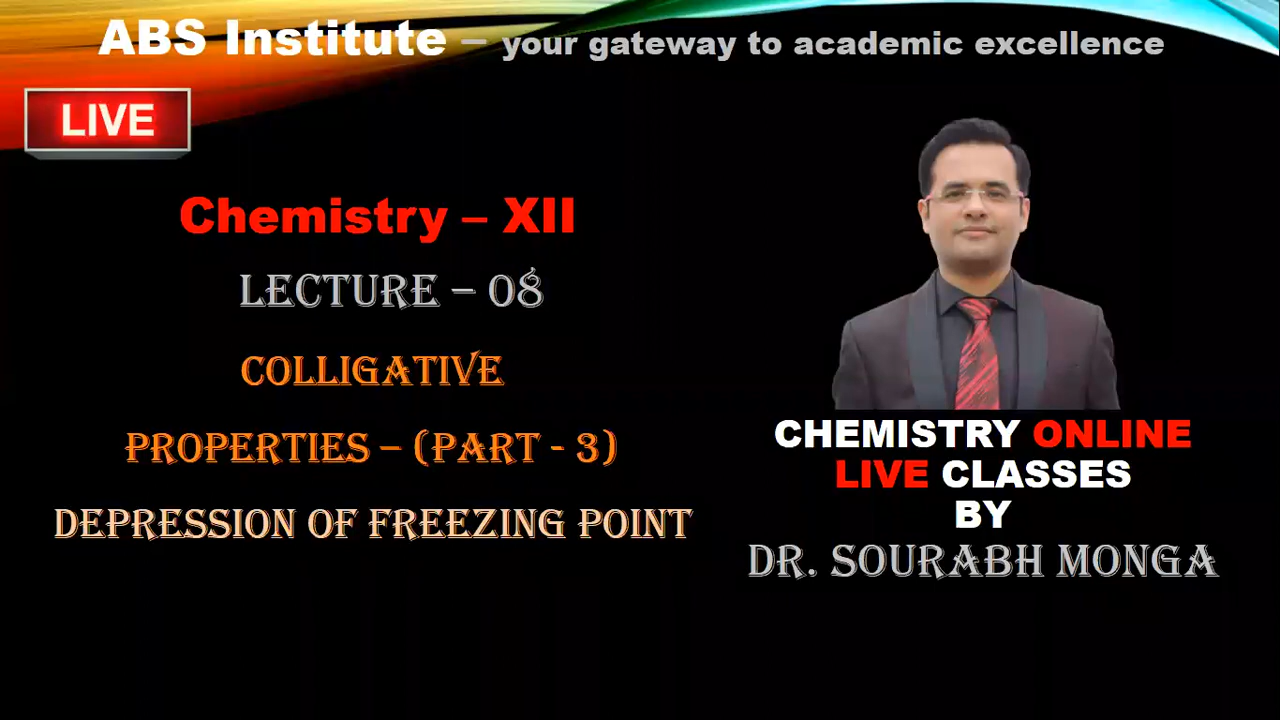 ABS Institute – your gateway to academic excellence
LIVE
Chemistry – XII
LECTURE – 08
COLLIGATIVE
PROPERTIES – (PART - 3)
DEPRESSION OF FREEZING POINT
CHEMISTRY ONLINE
LIVE CLASSES
BY
DR. SOURABH MONGA